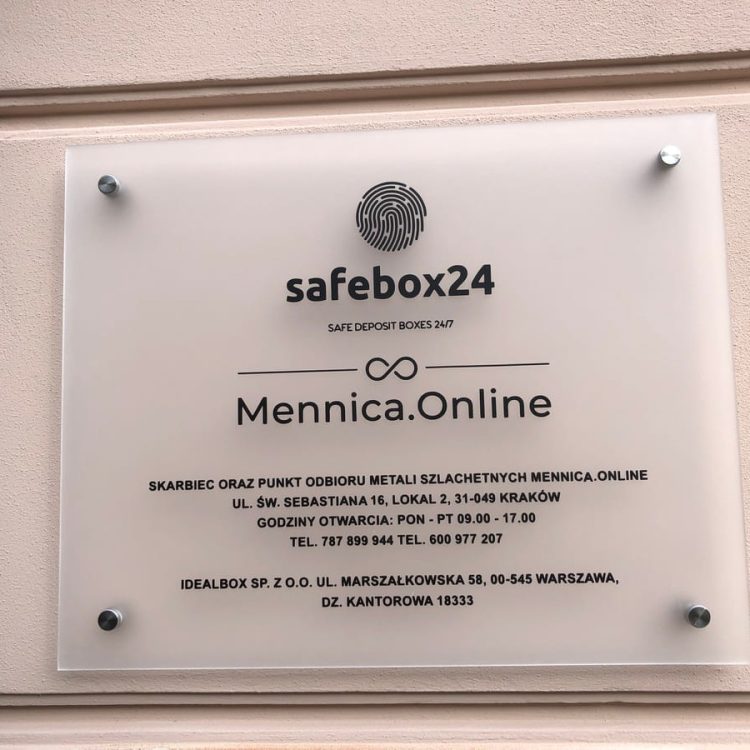 safebox24
SAFE DEPOSIT BOXES 24/7
Mennica.Online
SKARBIEC ORAZ PUNKT ODBIORU METALI SZLACHETNYCH MENNICA.ONLINE
UL. ŚW. SEBASTIANA 16, LOKAL 2, 31-049 KRAKÓW
GODZINY OTWARCIA: PON - PT 09.00 - 17.00
TEL. 787 899 944 TEL. 600 977 207
IDEALBOX SP. Z O.O. UL. MARSZAŁKOWSKA 58, 00-545 WARSZAWA,
DZ. KANTOROWA 18333